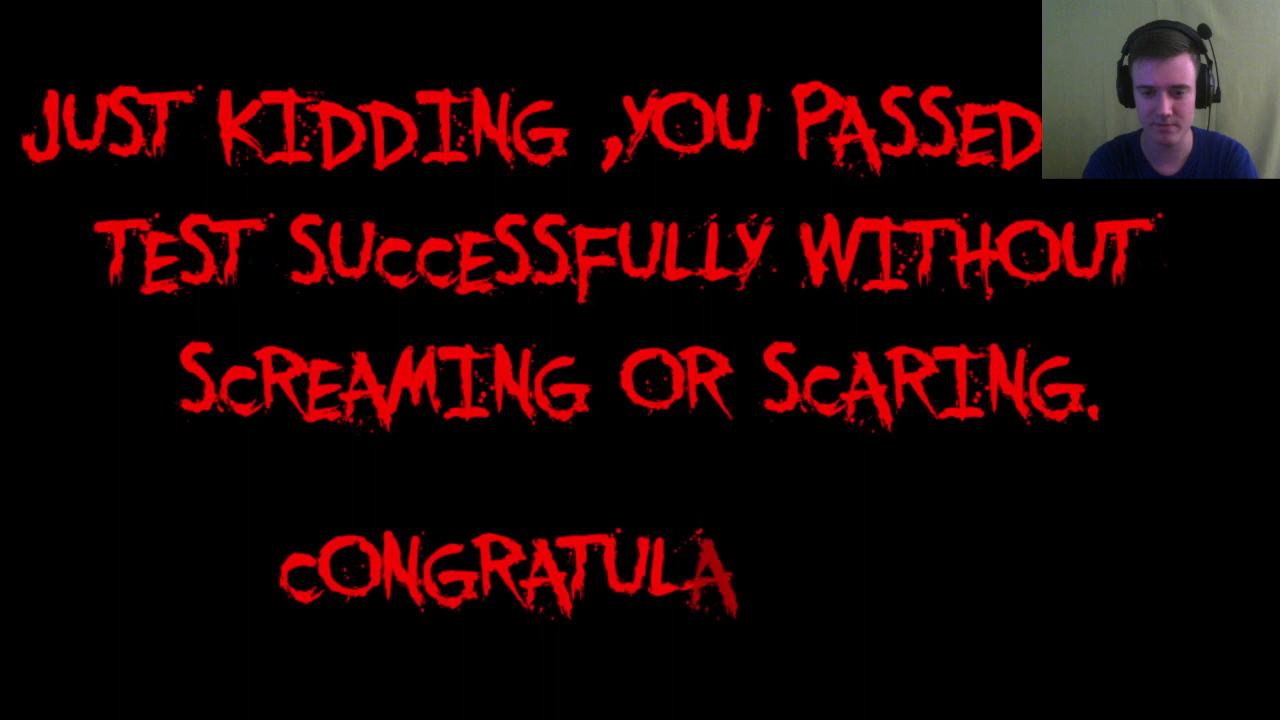 JUST KIDDING ,YOU PASSED
TEST SUCCESSFULLY WITHOUT
SCREAMING OR SCARING.
CONGRATULA